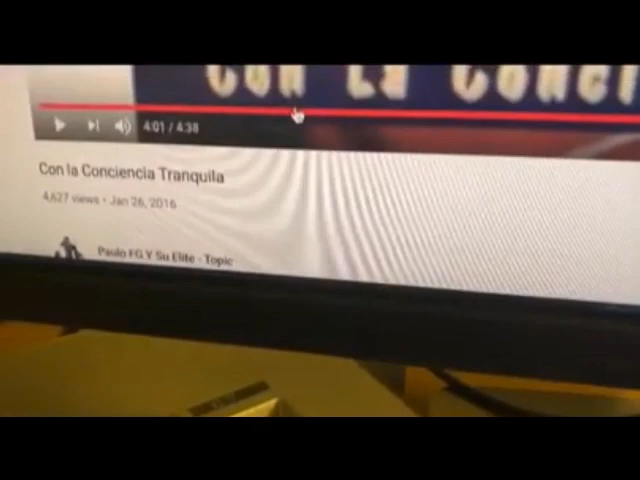 Con La Conci
4:01 / 4:38
Con la Conciencia Tranquila
4,627 views • Jan 26, 2016
Paulo FG Y Su Elite - Topic